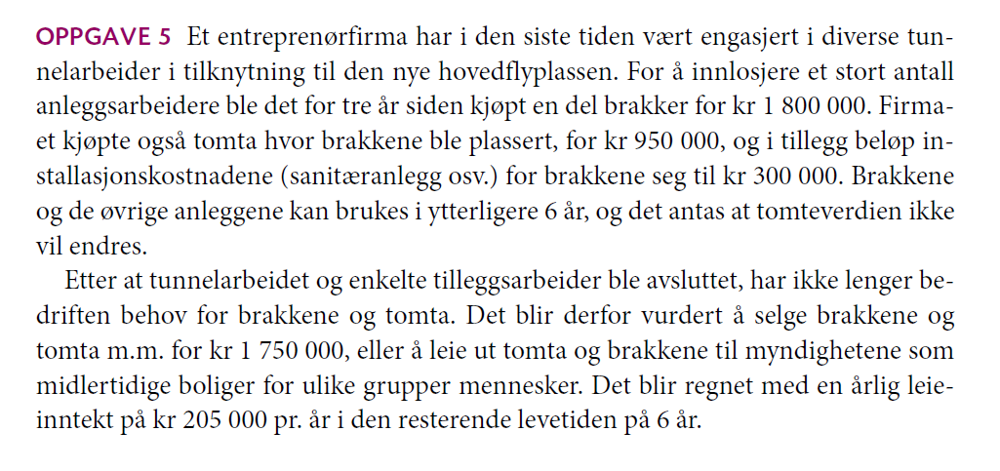 OPPGAVE 5 Et entreprenørfirma har i den siste tiden vært engasjert i diverse tun-
nelarbeider i tilknytning til den nye hovedflyplassen. For å innlosjere et stort antall
anleggsarbeidere ble det for tre år siden kjøpt en del brakker for kr 1 800 000. Firma-
et kjøpte også tomta hvor brakkene ble plassert, for kr 950 000, og i tillegg beløp in-
stallasjonskostnadene (sanitæranlegg osv.) for brakkene seg til kr 300 000. Brakkene
og de øvrige anleggene kan brukes i ytterligere 6 år, og det antas at tomteverdien ikke
vil endres.
Etter at tunnelarbeidet og enkelte tilleggsarbeider ble avsluttet, har ikke lenger be-
driften behov for brakkene og tomta. Det blir derfor vurdert å selge brakkene og
tomta m.m. for kr 1 750 000, eller å leie ut tomta og brakkene til myndighetene som
midlertidige boliger for ulike grupper mennesker. Det blir regnet med en årlig leie-
inntekt på kr 205 000 pr. år i den resterende levetiden på 6 år.